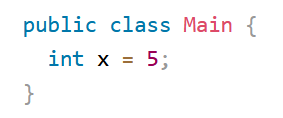 public class Main {
  int x = 5;
}